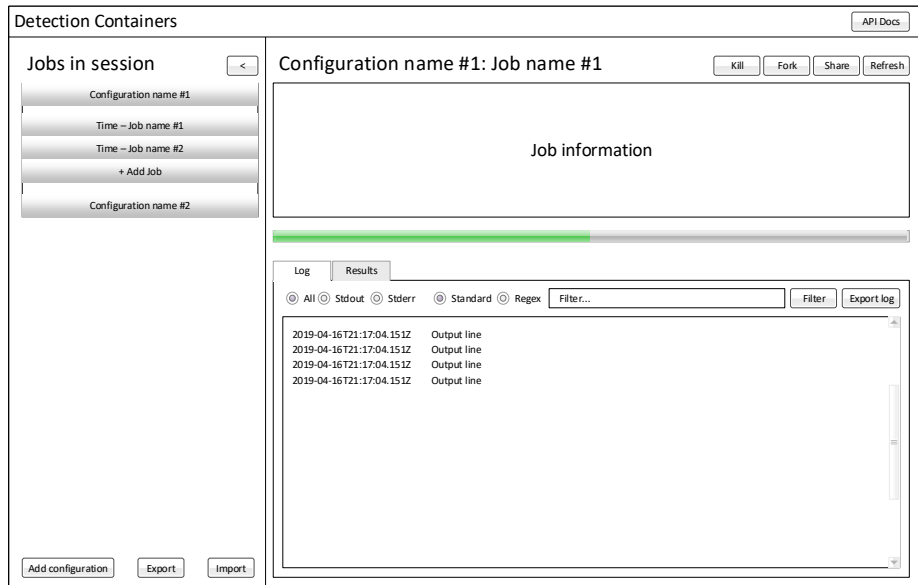 Detection Containers
API Docs
Jobs in session
<
Configuration name #1
Time – Job name #1
Time – Job name #2
+ Add Job
Configuration name #2
Add configuration
Export
Import
Configuration name #1: Job name #1
Kill
Fork
Share
Refresh
Job information
Log
Results
All Stdout Stderr Standard Regex Filter... Filter Export log
2019-04-16T21:17:04.151Z Output line
2019-04-16T21:17:04.151Z Output line
2019-04-16T21:17:04.151Z Output line
2019-04-16T21:17:04.151Z Output line